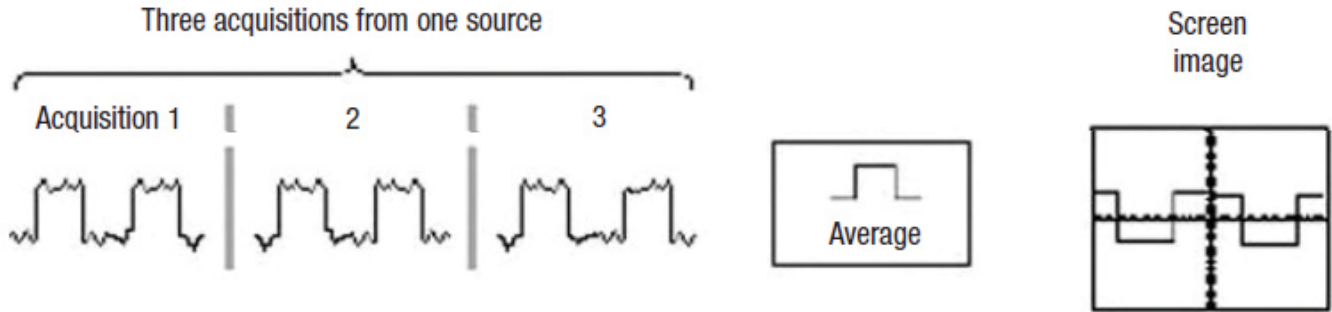 Three acquisitions from one source
Screen
image
Acquisition 1
2
3
Average